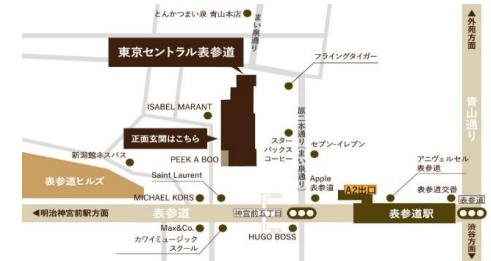 とんかつまい泉 青山本店
まい泉通り
▲外苑方面
東京セントラル表参道
フライングタイガー
青山通り
ISABEL MARANT
原二本通り(まい泉通り)
正面玄関はこちら
スター
バックス
コーヒー
セブン-イレブン
新潟館ネスパス
PEEK A BOO
表参道ヒルズ
Saint Laurent
Apple
表参道
アニヴェルセル
表参道
A2出口
MICHAEL KORS
表参道交番
表参道
◀明治神宮前駅方面
表参道
神宮前五丁目
表参道駅
Max&Co.
カワイミュージック
スクール
HUGO BOSS
渋谷方面▼